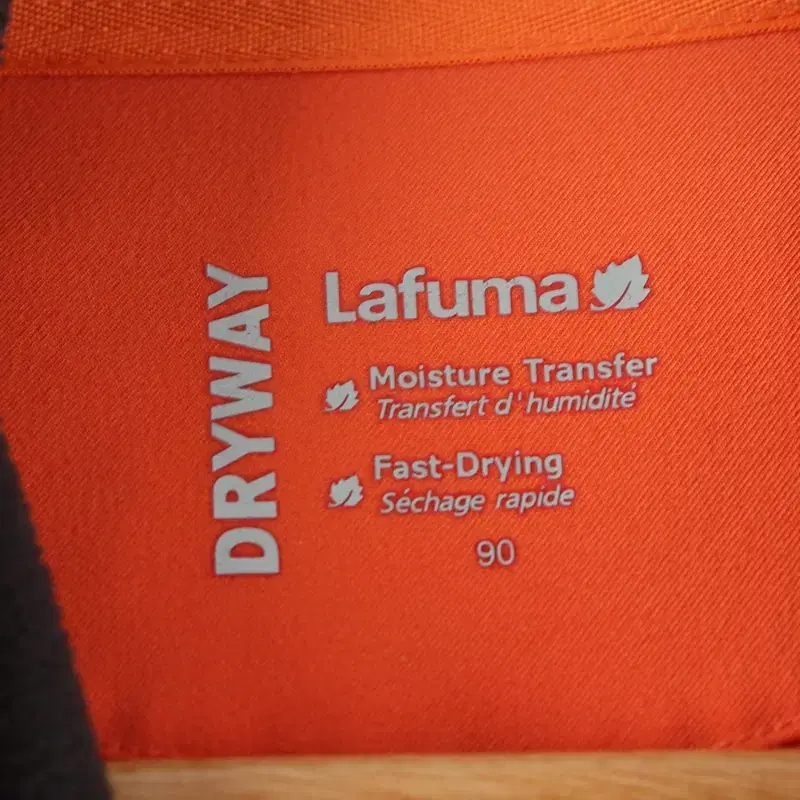 DRYWAY
Lafuma
Moisture Transfer
Transfert d'humidité
Fast-Drying
Séchage rapide
90